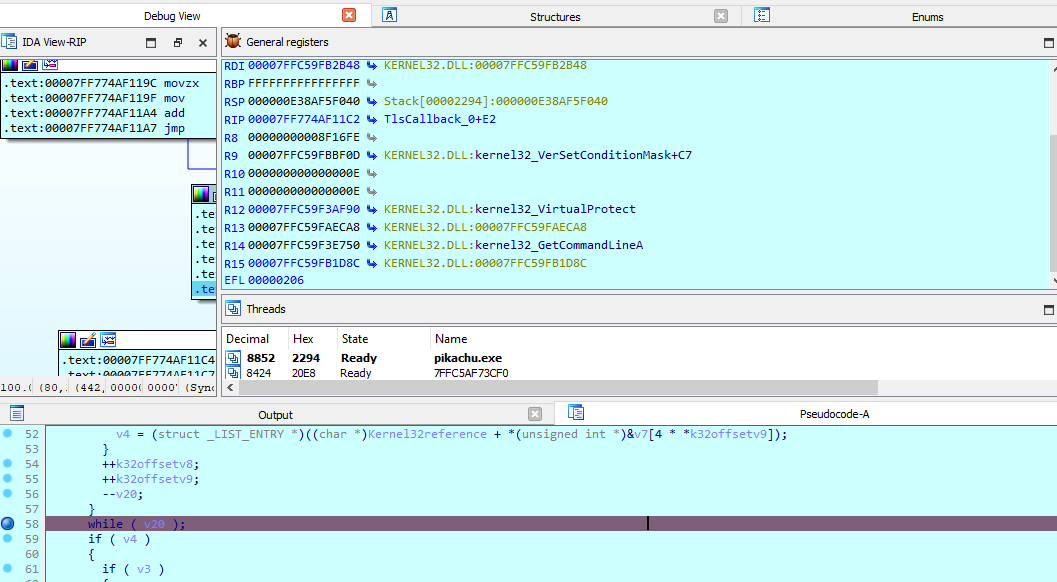 Debug View Structures Enums
IDA View-RIP
.text:00007FF774AF119C movzx
.text:00007FF774AF119F mov
.text:00007FF774AF11A4 add
.text:00007FF774AF11A7 jmp
.te
.te
.te
.te
.te
.te
.text:00007FF774AF11C4
.text:00007FF774AF11C7
100.( (80,. (442, 0000( 0000' (Sync
General registers
RDI 00007FFC59FB2B48 KERNEL32.DLL:00007FFC59FB2B48
RBP FFFFFFFFFFFFFFFF
RSP 000000E38AF5F040 Stack[00002294]:000000E38AF5F040
RIP 00007FF774AF11C2 TlsCallback_0+E2
R8 00000000008F16FE
R9 00007FFC59FBBF0D KERNEL32.DLL:kernel32_VerSetConditionMask+C7
R10 000000000000000E
R11 000000000000000E
R12 00007FFC59F3AF90 KERNEL32.DLL:kernel32_VirtualProtect
R13 00007FFC59FAECA8 KERNEL32.DLL:00007FFC59FAECA8
R14 00007FFC59F3E750 KERNEL32.DLL:kernel32_GetCommandLineA
R15 00007FFC59FB1D8C KERNEL32.DLL:00007FFC59FB1D8C
EFL 00000206
Threads
Decimal Hex State Name
8852 2294 Ready pikachu.exe
8424 20E8 Ready 7FFC5AF73CF0
Output Pseudocode-A
52 v4 = (struct _LIST_ENTRY *)((char *)Kernel32reference + *(unsigned int *)&v7[4 * *k32offsetv9]);
53 }
54 ++k32offsetv8;
55 ++k32offsetv9;
56 --v20;
57 }
58 while ( v20 );
59 if ( v4 )
60 {
61 if ( v3 )